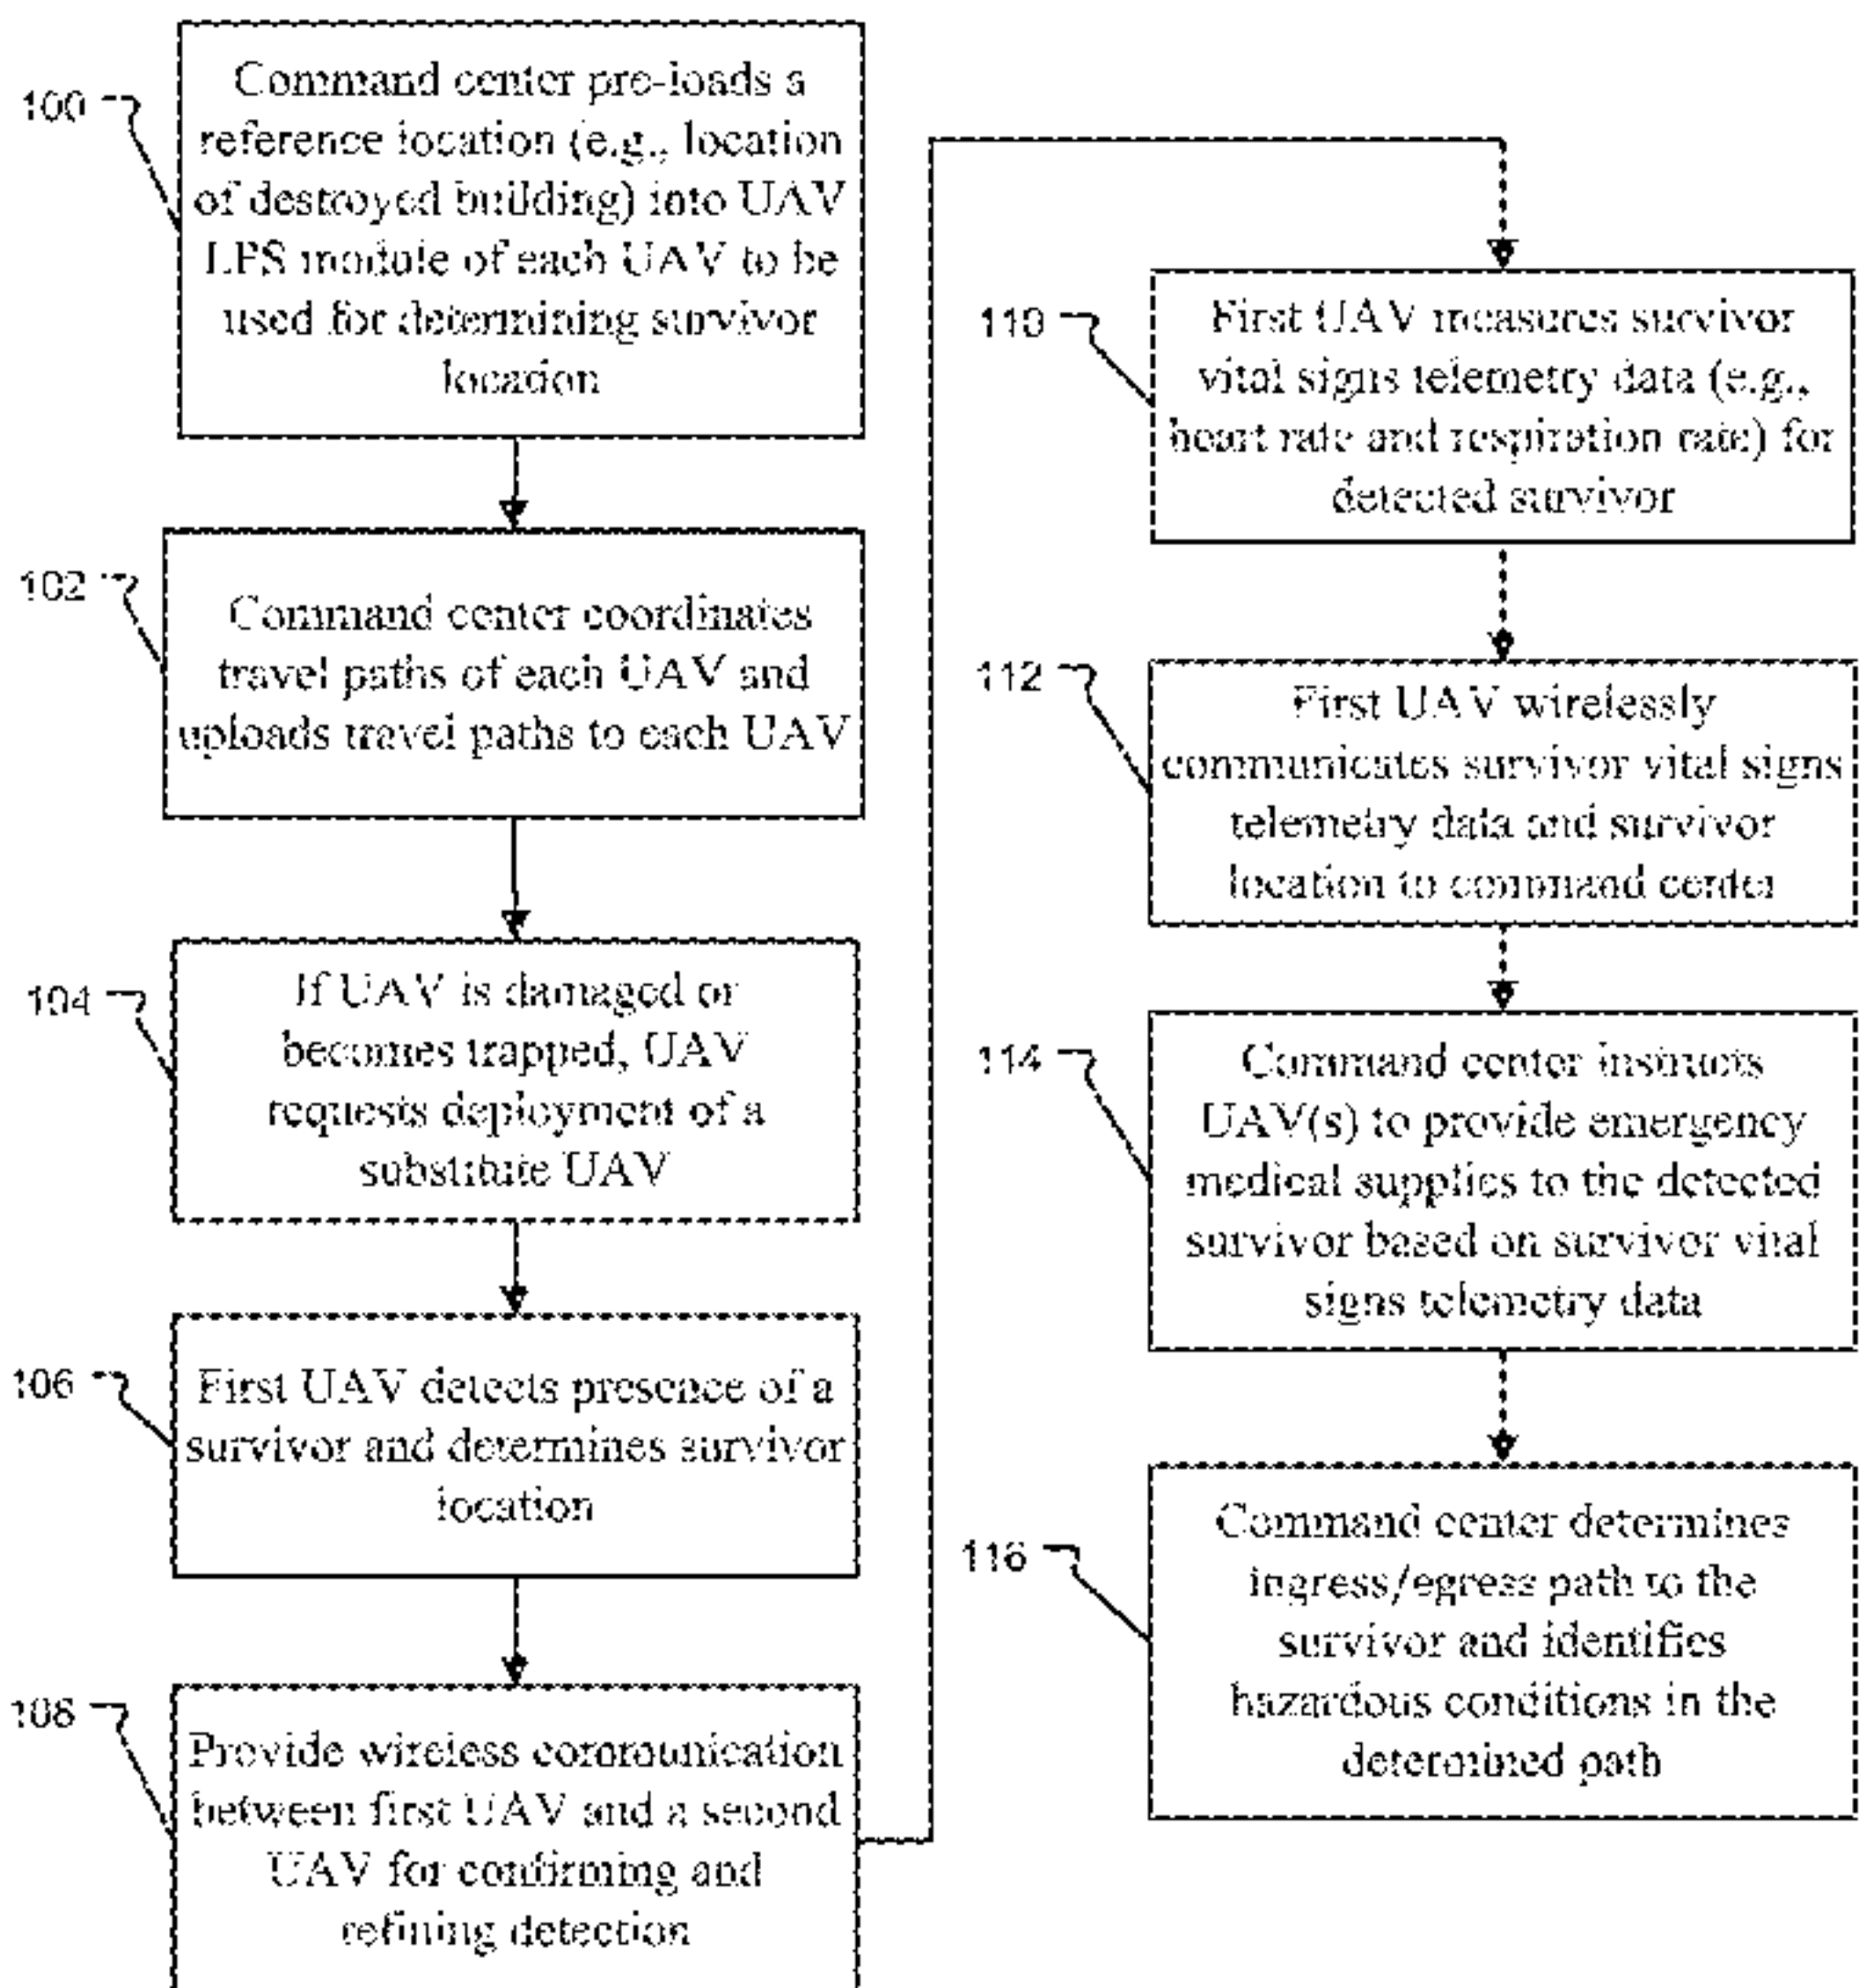 100
Command center pre-loads a
reference location (e.g., location
of destroyed building) into UAV
LPS module of each UAV to be
used for determining survivor
location
102
Command center coordinates
travel paths of each UAV and
uploads travel paths to each UAV
104
If UAV is damaged or
becomes trapped, UAV
requests deployment of a
substitute UAV
106
First UAV detects presence of a
survivor and determines survivor
location
108
Provide wireless communication
between first UAV and a second
UAV for confirming and
refining detection
110
First UAV measures survivor
vital signs telemetry data (e.g.,
heart rate and respiration rate) for
detected survivor
112
First UAV wirelessly
communicates survivor vital signs
telemetry data and survivor
location to command center
114
Command center instructs
UAV(s) to provide emergency
medical supplies to the detected
survivor based on survivor vital
signs telemetry data
116
Command center determines
ingress/egress path to the
survivor and identifies
hazardous conditions in the
determined path